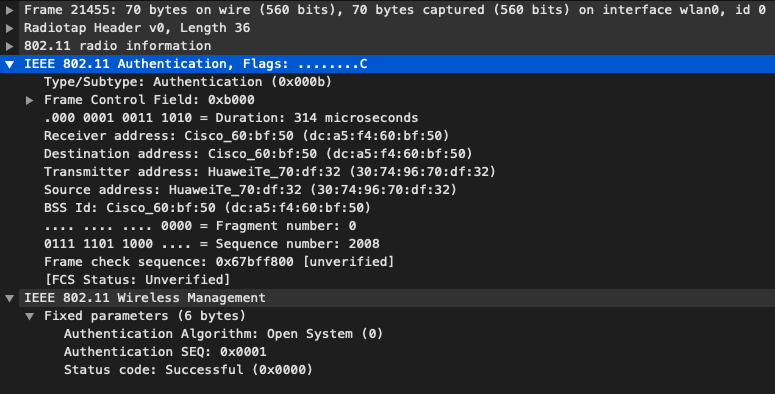 Frame 21455: 70 bytes on wire (560 bits), 70 bytes captured (560 bits) on interface wlan0, id 0
Radiotap Header v0, Length 36
802.11 radio information
IEEE 802.11 Authentication, Flags: ........C
Type/Subtype: Authentication (0x000b)
Frame Control Field: 0xb000
.000 0001 0011 1010 = Duration: 314 microseconds
Receiver address: Cisco_60:bf:50 (dc:a5:f4:60:bf:50)
Destination address: Cisco_60:bf:50 (dc:a5:f4:60:bf:50)
Transmitter address: HuaweiTe_70:df:32 (30:74:96:70:df:32)
Source address: HuaweiTe_70:df:32 (30:74:96:70:df:32)
BSS Id: Cisco_60:bf:50 (dc:a5:f4:60:bf:50)
.... .... .... 0000 = Fragment number: 0
0111 1101 1000 .... = Sequence number: 2008
Frame check sequence: 0x67bff800 [unverified]
[FCS Status: Unverified]
IEEE 802.11 Wireless Management
Fixed parameters (6 bytes)
Authentication Algorithm: Open System (0)
Authentication SEQ: 0x0001
Status code: Successful (0x0000)